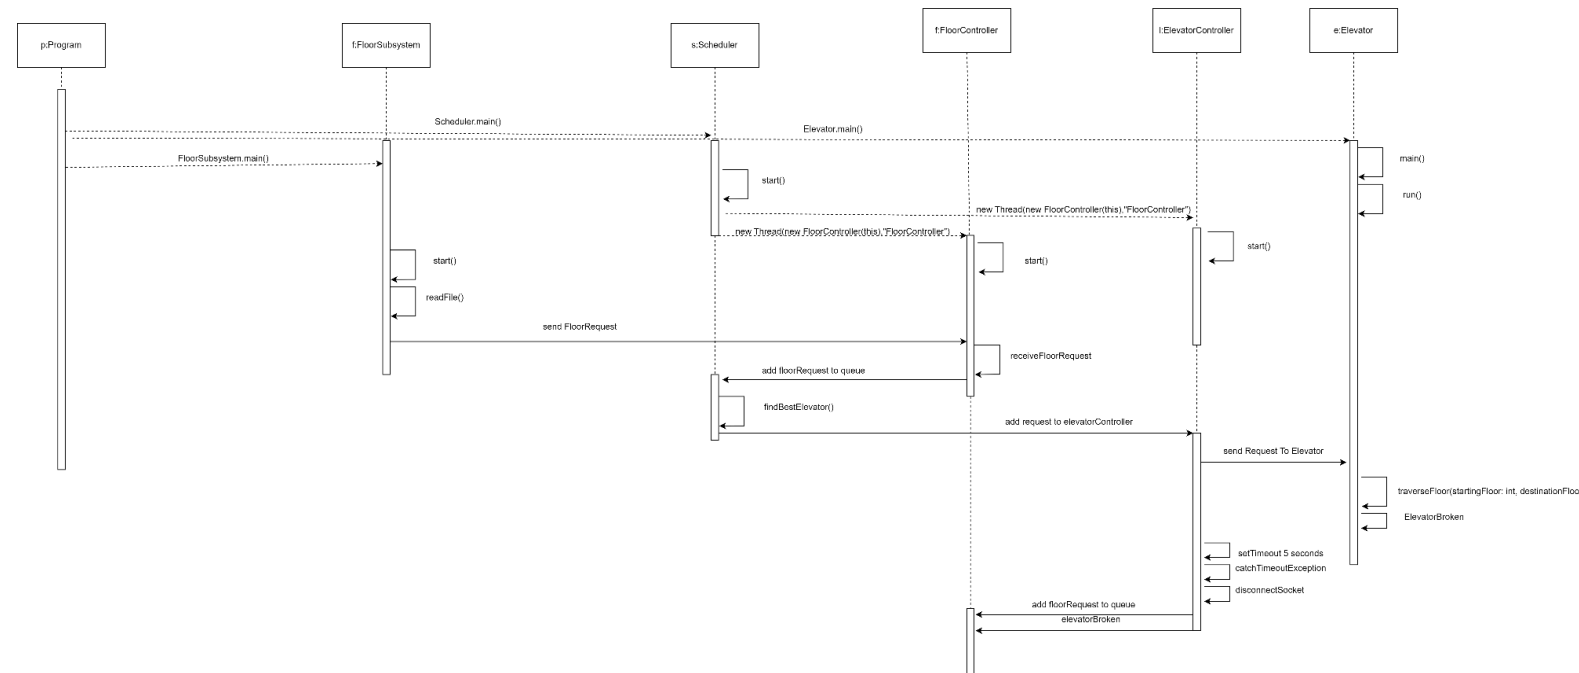 p:Program
f:FloorSubsystem
s:Scheduler
f:FloorController
l:ElevatorController
e:Elevator
Scheduler.main()
Elevator.main()
FloorSubsystem.main()
main()
start()
run()
new Thread(new FloorController(this),"FloorController")
new Thread(new FloorController(this),"FloorController")
start()
start()
start()
readFile()
send FloorRequest
receiveFloorRequest
add floorRequest to queue
findBestElevator()
add request to elevatorController
send Request To Elevator
traverseFloor(startingFloor: int, destinationFloo
ElevatorBroken
setTimeout 5 seconds
catchTimeoutException
disconnectSocket
add floorRequest to queue
elevatorBroken